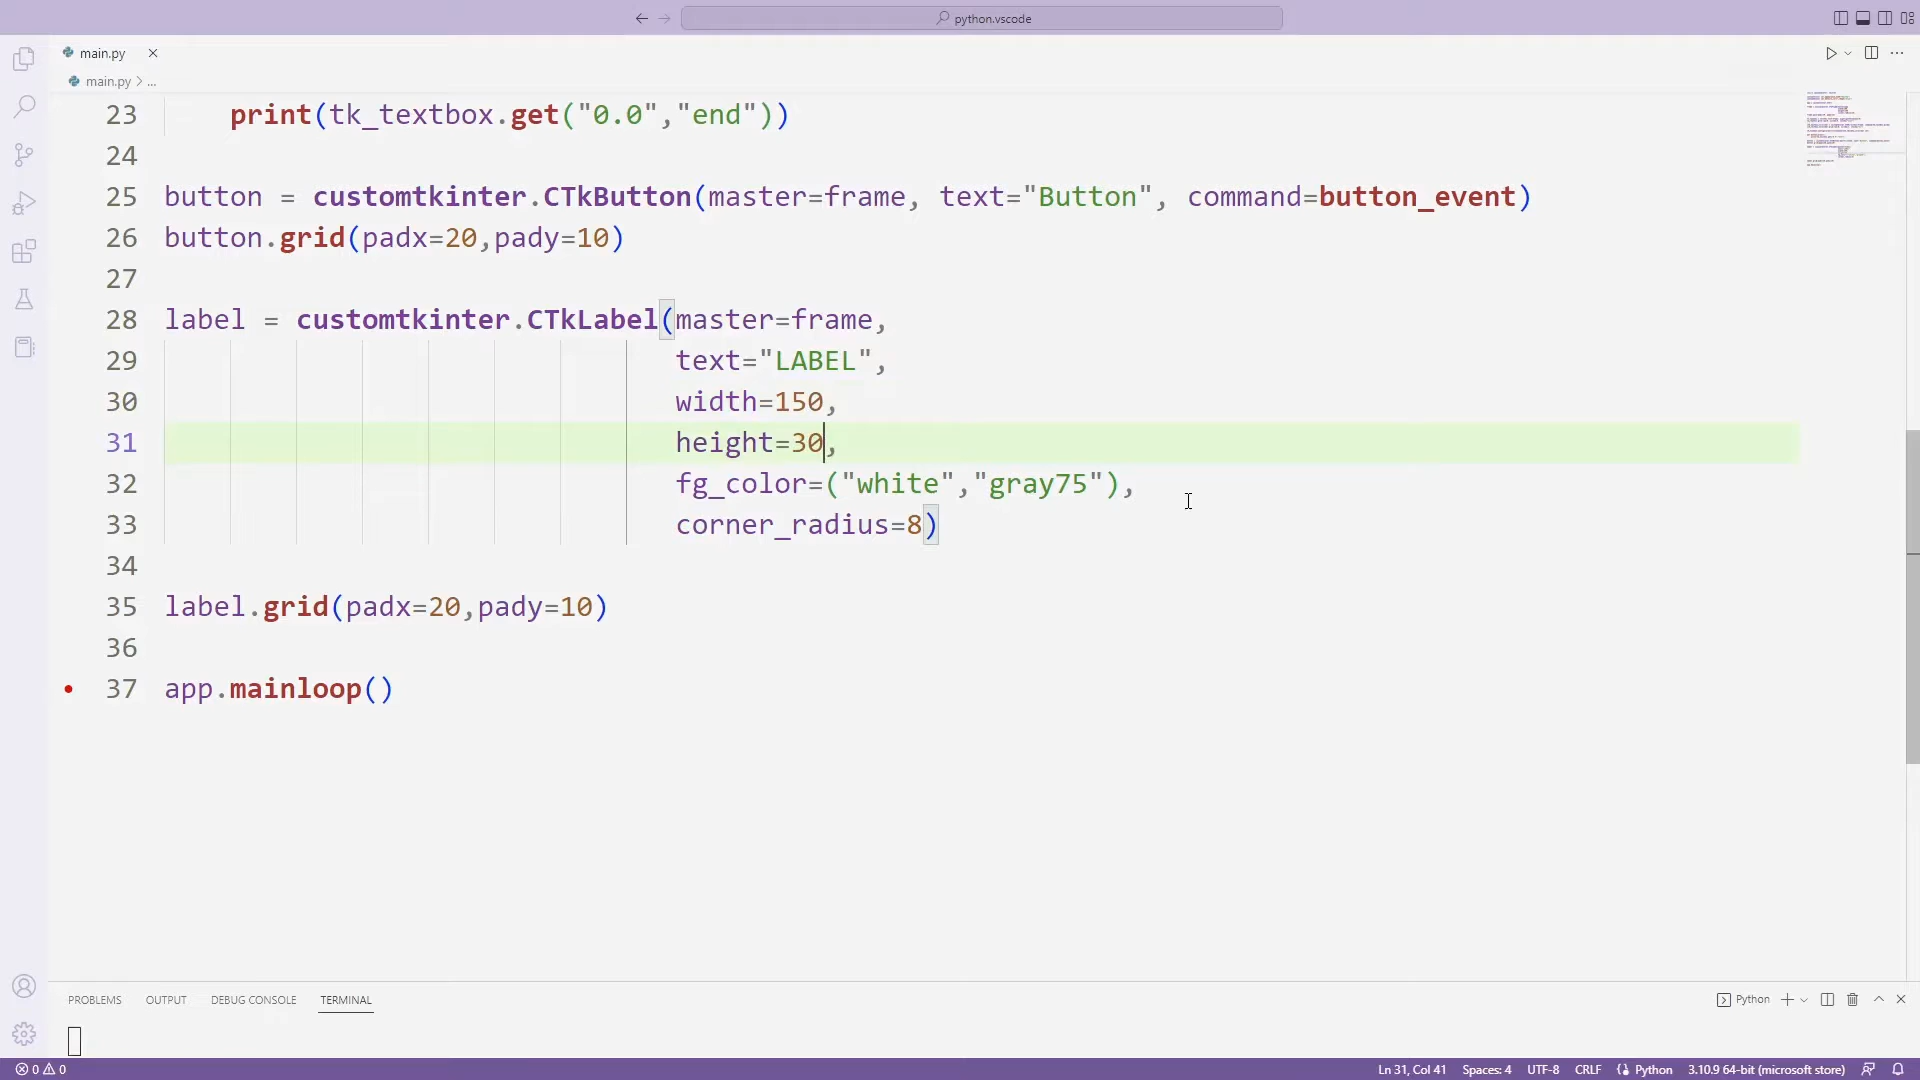 python.vscode
main.py
main.py > ...
23 print(tk_textbox.get("0.0","end"))
24
25 button = customtkinter.CTkButton(master=frame, text="Button", command=button_event)
26 button.grid(padx=20,pady=10)
27
28 label = customtkinter.CTkLabel(master=frame,
29 text="LABEL",
30 width=150,
31 height=30,
32 fg_color=("white","gray75"),
33 corner_radius=8)
34
35 label.grid(padx=20,pady=10)
36
37 app.mainloop()
PROBLEMS OUTPUT DEBUG CONSOLE TERMINAL Python
0 0 Ln 31, Col 41 Spaces: 4 UTF-8 CRLF Python 3.10.9 64-bit (microsoft store)